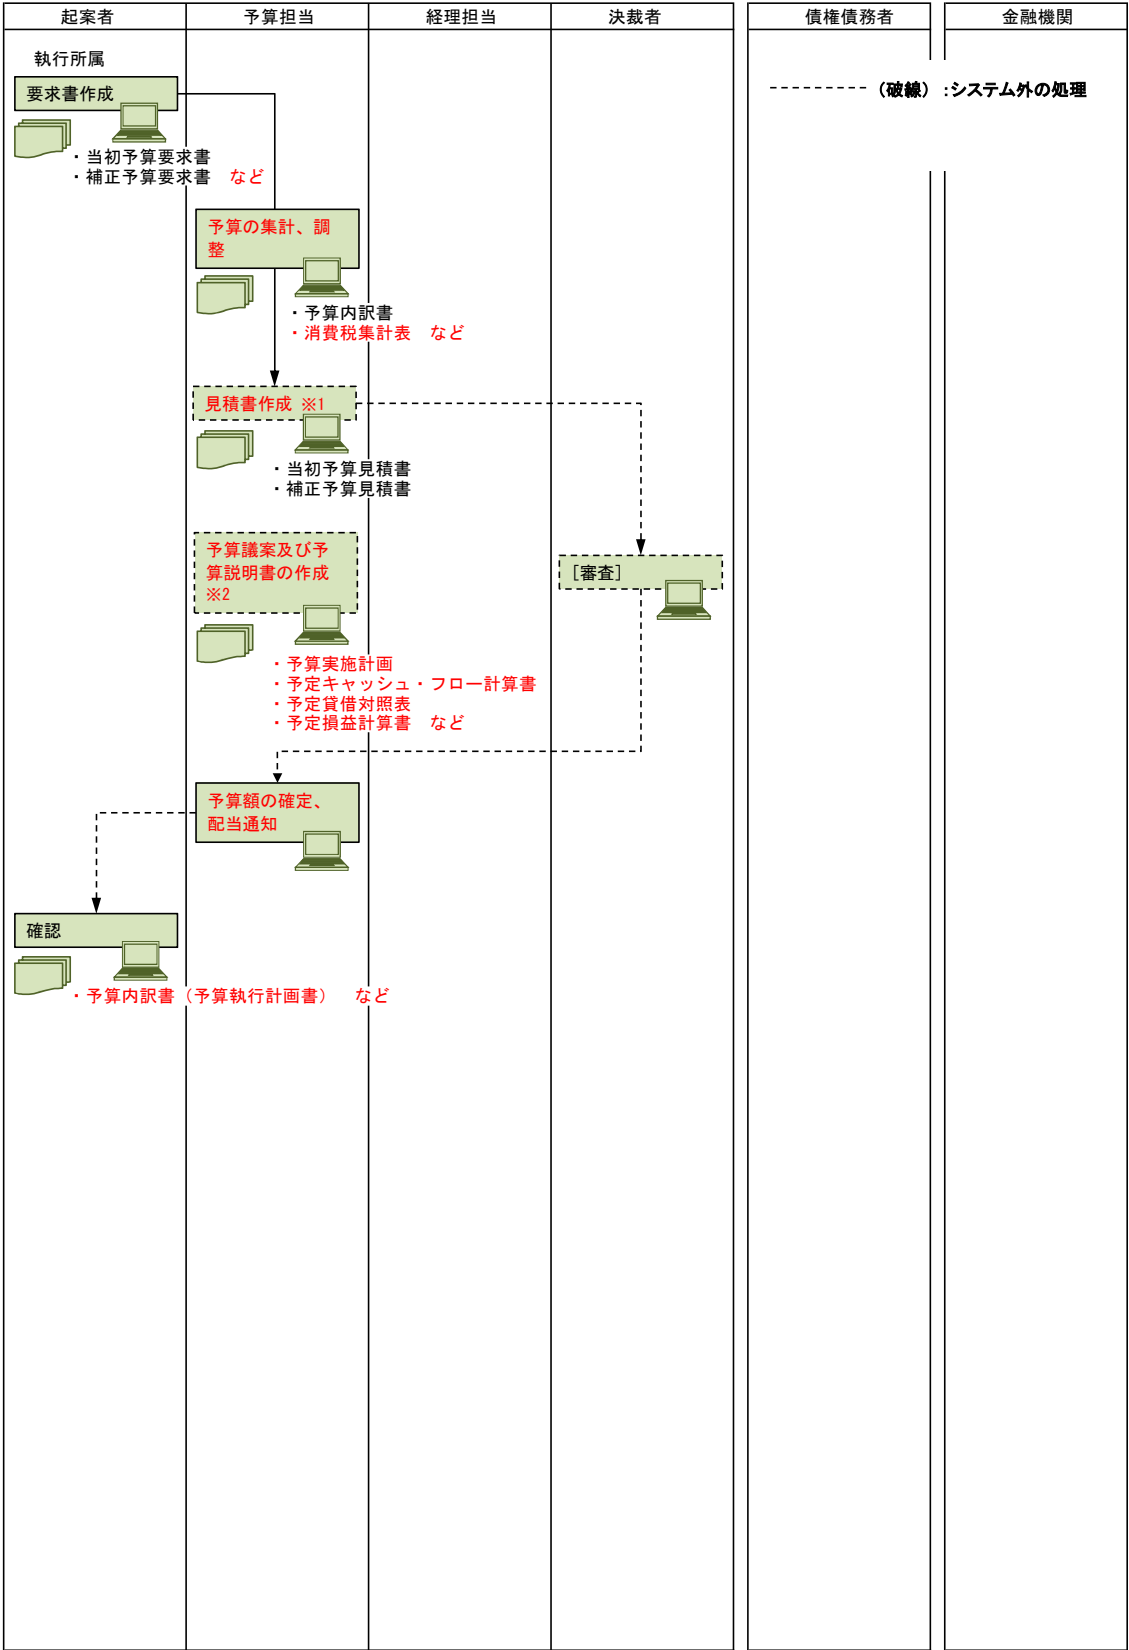 起案者
予算担当
経理担当
決裁者
債権債務者
金融機関
執行所属
要求書作成
(破線) :システム外の処理
・当初予算要求書
・補正予算要求書　など
予算の集計、調
整
・予算内訳書
・消費税集計表　など
見積書作成 ※1
・当初予算見積書
・補正予算見積書
予算議案及び予
算説明書の作成
※2
[審査]
・予算実施計画
・予定キャッシュ・フロー計算書
・予定貸借対照表
・予定損益計算書　など
予算額の確定、
配当通知
確認
・予算内訳書（予算執行計画書）　など